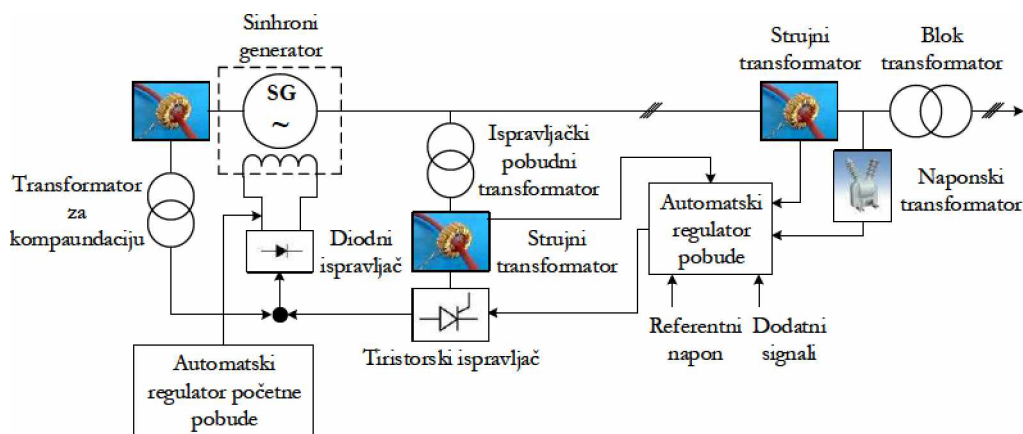 Sinhroni
generator
SG
~
Strujni
transformator
Blok
transformator
Ispravljački
pobudni
transformator
Transformator
za
kompaundaciju
Diodni
ispravljač
Strujni
transformator
Automatski
regulator
pobude
Naponski
transformator
Tiristorski ispravljač
Referentni
napon
Dodatni
signali
Automatski
regulator početne
pobude